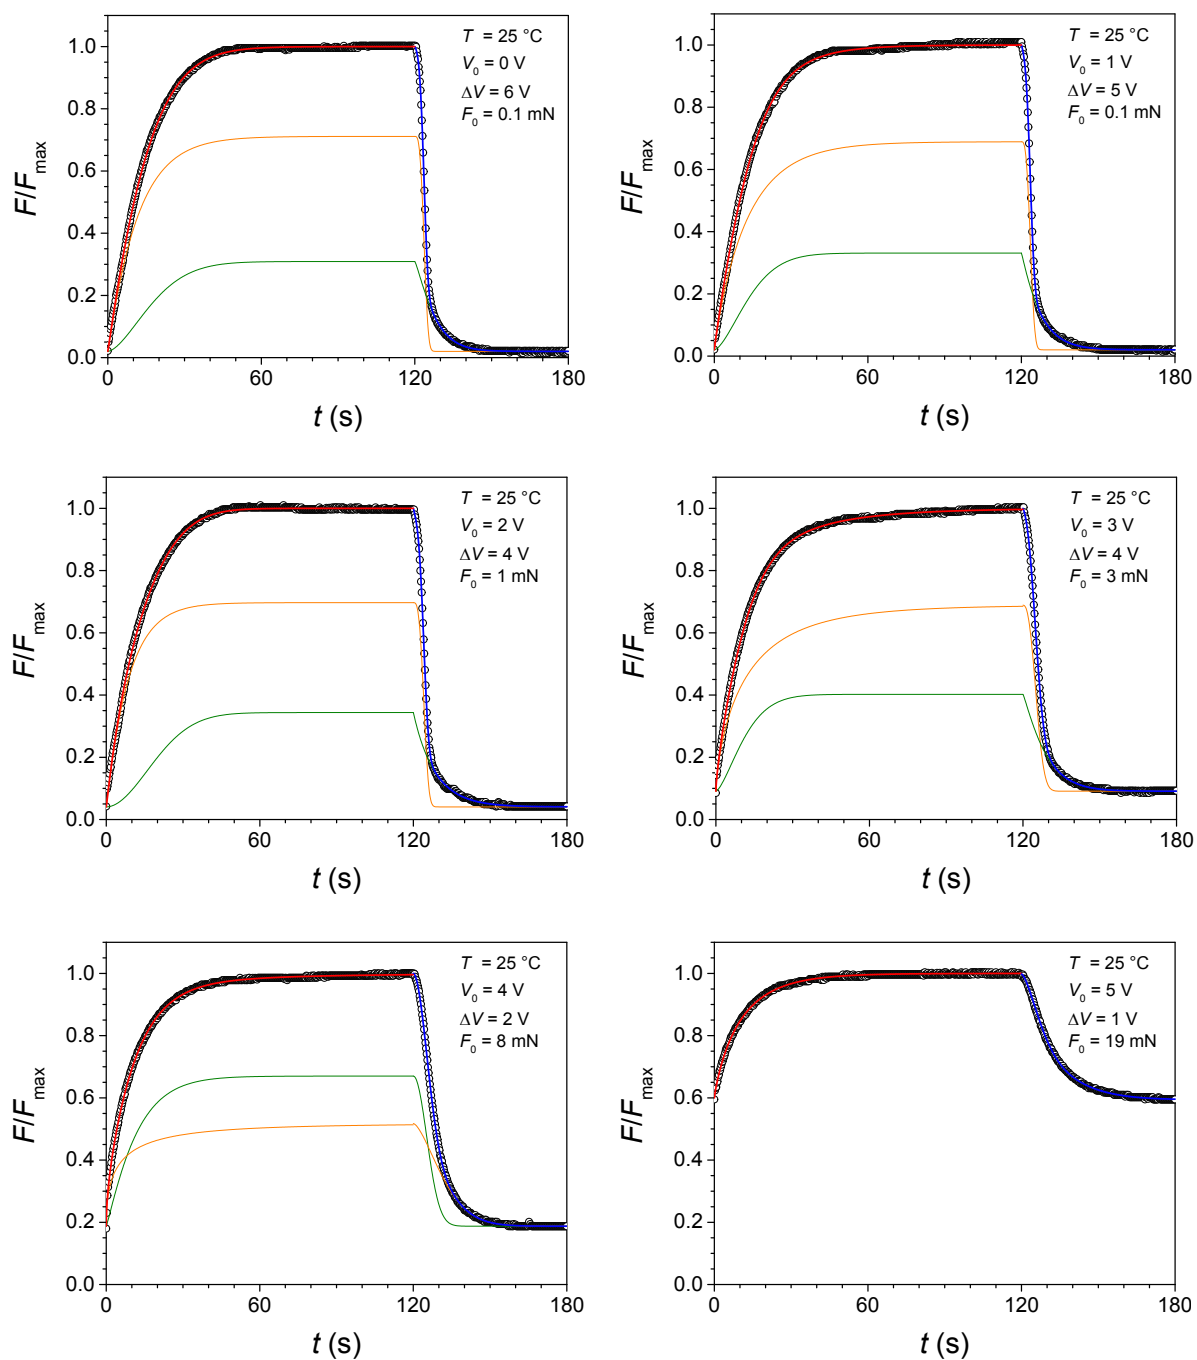 1.0
0.8
0.6
0.4
0.2
0.0
F/Fmax
T = 25 °C
V0 = 0 V
ΔV = 6 V
F0 = 0.1 mN
0 60 120 180
t (s)
1.0
0.8
0.6
0.4
0.2
0.0
F/Fmax
T = 25 °C
V0 = 1 V
ΔV = 5 V
F0 = 0.1 mN
0 60 120 180
t (s)
1.0
0.8
0.6
0.4
0.2
0.0
F/Fmax
T = 25 °C
V0 = 2 V
ΔV = 4 V
F0 = 1 mN
0 60 120 180
t (s)
1.0
0.8
0.6
0.4
0.2
0.0
F/Fmax
T = 25 °C
V0 = 3 V
ΔV = 4 V
F0 = 3 mN
0 60 120 180
t (s)
1.0
0.8
0.6
0.4
0.2
0.0
F/Fmax
T = 25 °C
V0 = 4 V
ΔV = 2 V
F0 = 8 mN
0 60 120 180
t (s)
1.0
0.8
0.6
0.4
0.2
0.0
F/Fmax
T = 25 °C
V0 = 5 V
ΔV = 1 V
F0 = 19 mN
0 60 120 180
t (s)